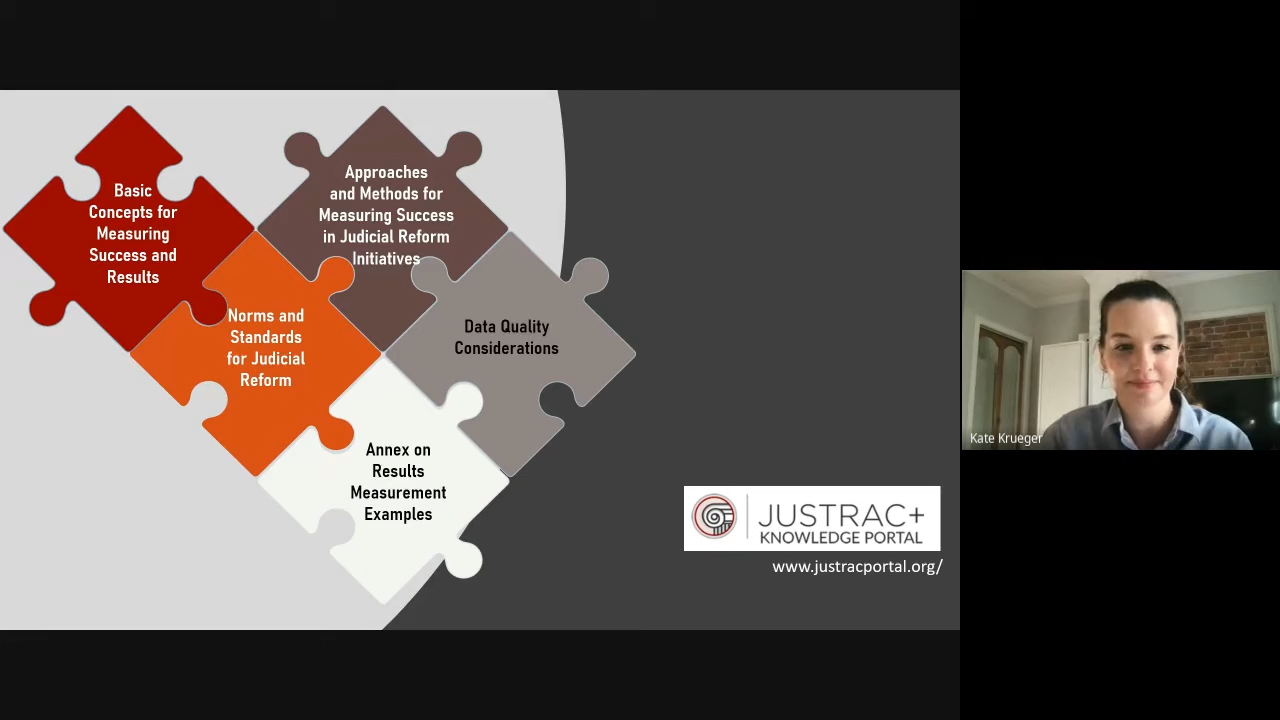 Basic
Concepts for
Measuring
Success and
Results
Approaches
and Methods for
Measuring Success
in Judicial Reform
Initiatives
Norms and
Standards
for Judicial
Reform
Data Quality
Considerations
Annex on
Results
Measurement
Examples
JUSTRAC+
KNOWLEDGE PORTAL
www.justracportal.org/
Kate Krueger